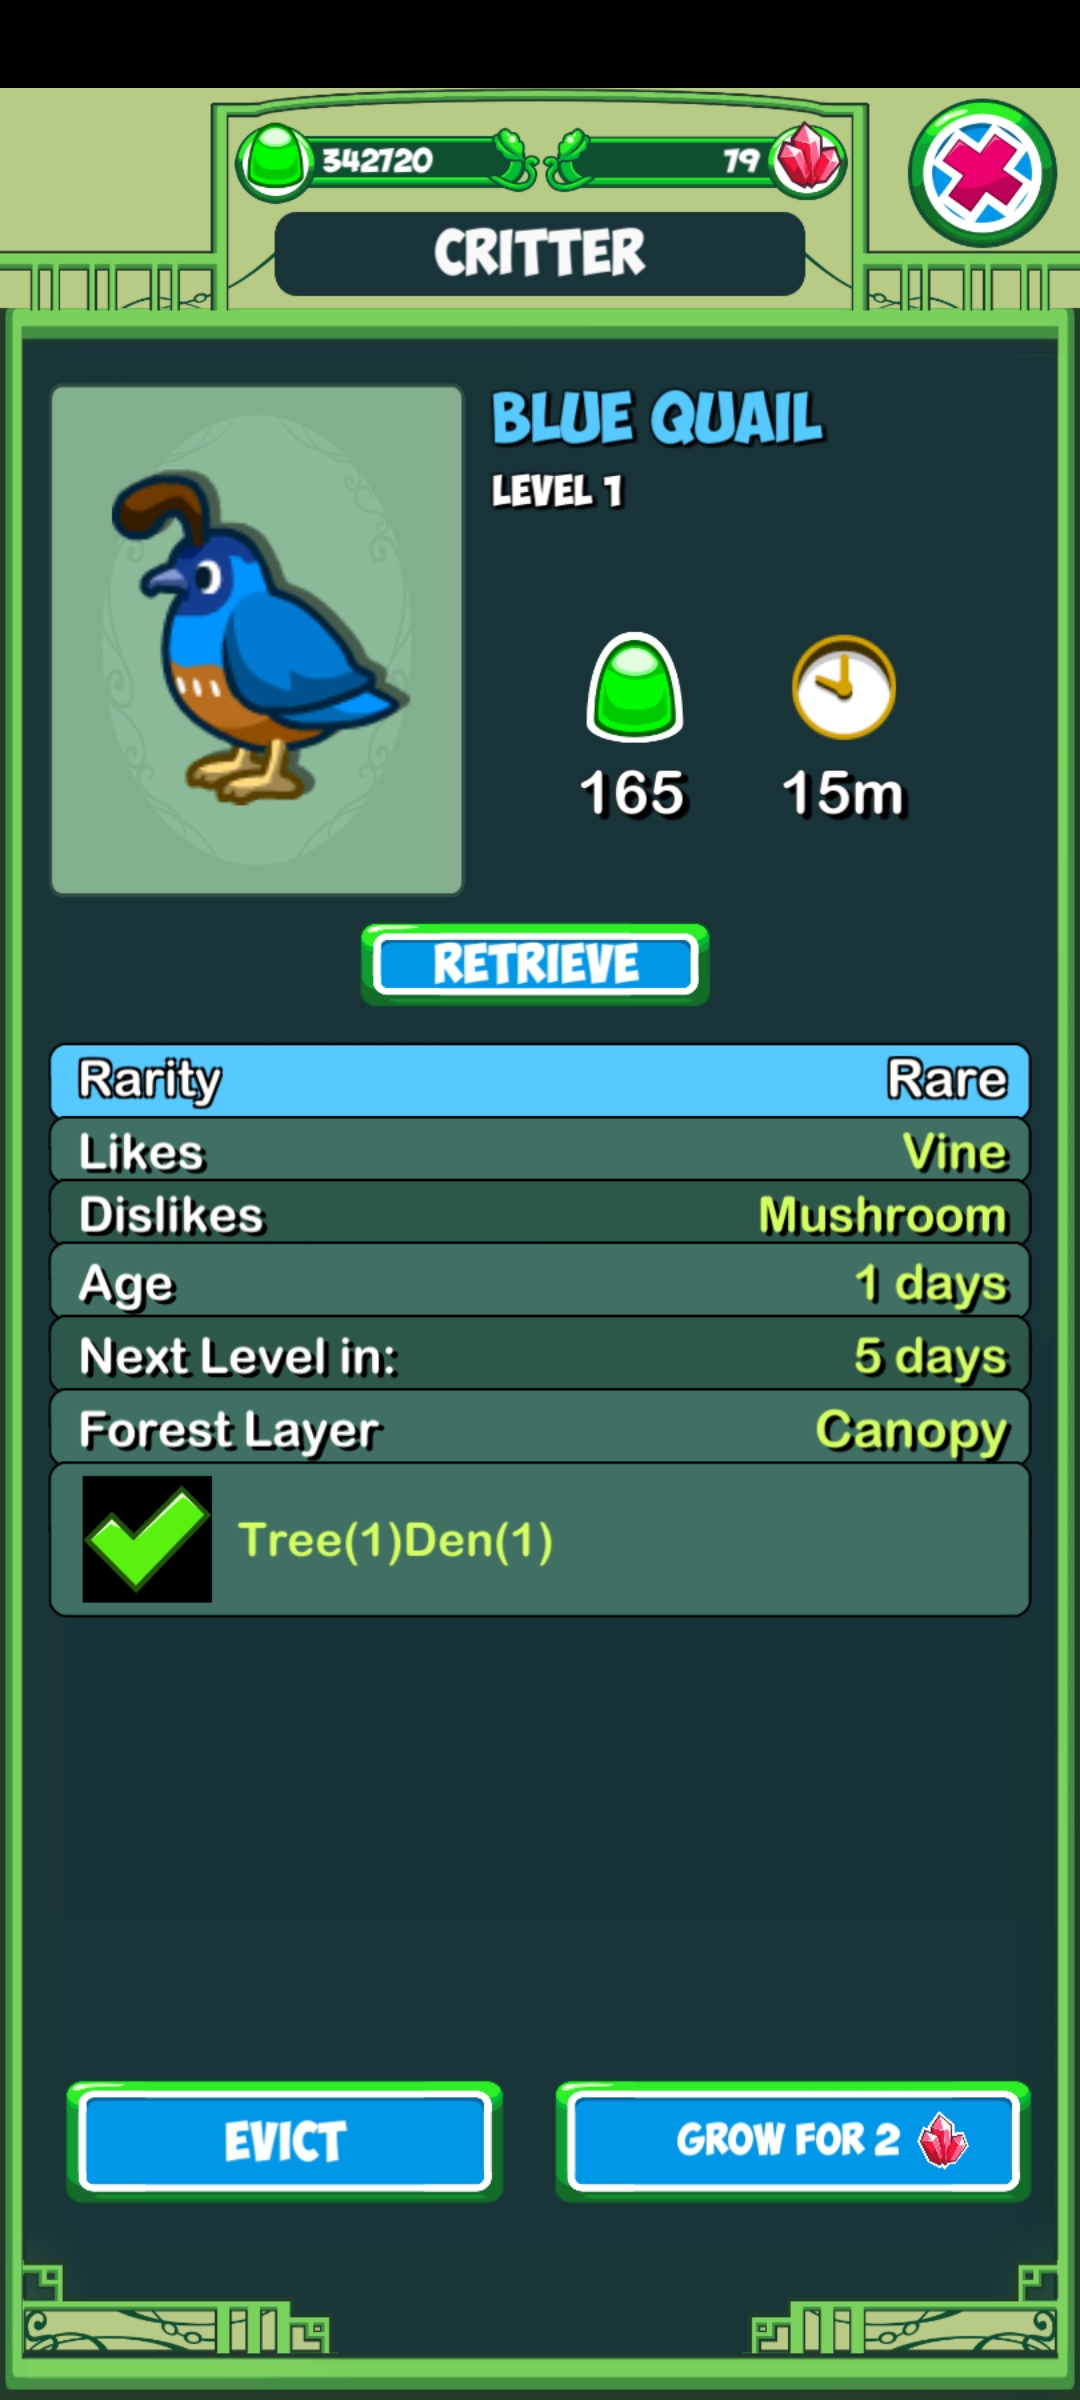 342720
79
CRITTER
BLUE QUAIL
LEVEL 1
165
15m
RETRIEVE
Rarity Rare
Likes Vine
Dislikes Mushroom
Age 1 days
Next Level in: 5 days
Forest Layer Canopy
Tree(1)Den(1)
EVICT
GROW FOR 2